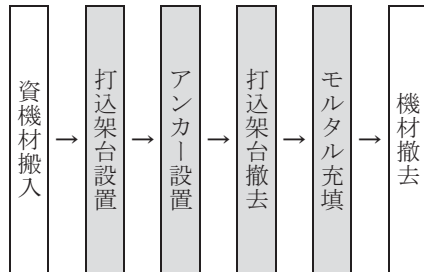 資機材搬入
→
打込架台設置
→
アンカー設置
→
打込架台撤去
→
モルタル充填
→
機材撤去